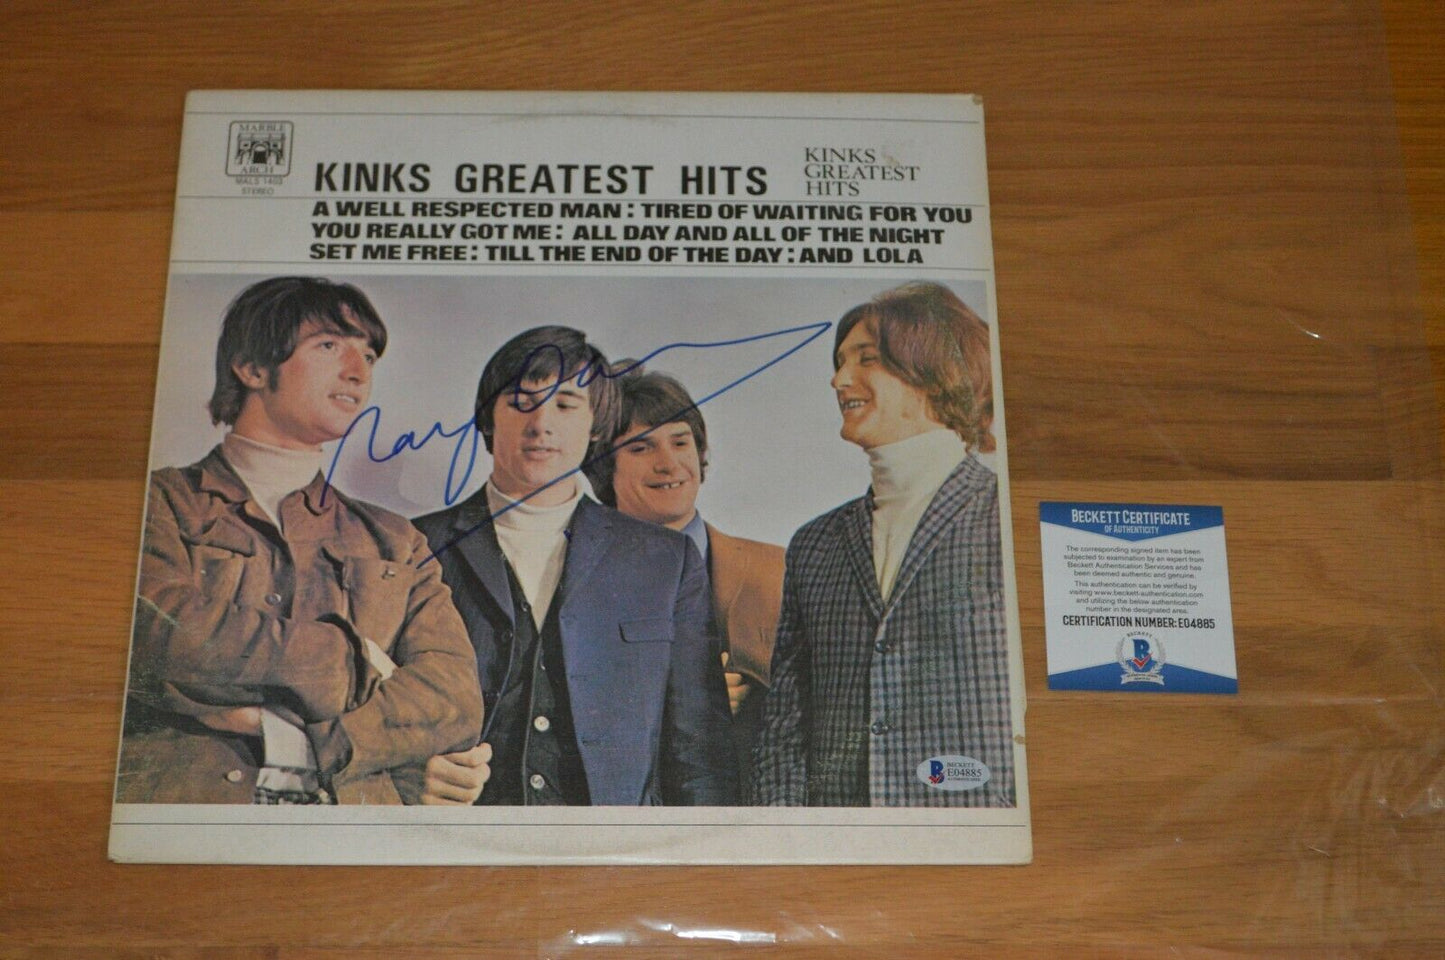 MARBLE
ARCH
MALS 1403
STEREO
KINKS GREATEST HITS
KINKS
GREATEST
HITS
A WELL RESPECTED MAN: TIRED OF WAITING FOR YOU
YOU REALLY GOT ME: ALL DAY AND ALL OF THE NIGHT
SET ME FREE: TILL THE END OF THE DAY: AND LOLA
Ray Da
BECKETT
E04885
BECKETT CERTIFICATE
OF AUTHENTICITY
The corresponding signed item has been
subjected to examination by an expert from
Beckett Authentication Services and has
been deemed authentic and genuine.
This authentication can be verified by
visiting www.beckett-authentication.com
and utilizing the below authentication
number in the designated area.
CERTIFICATION NUMBER: E04885
BECKETT
B